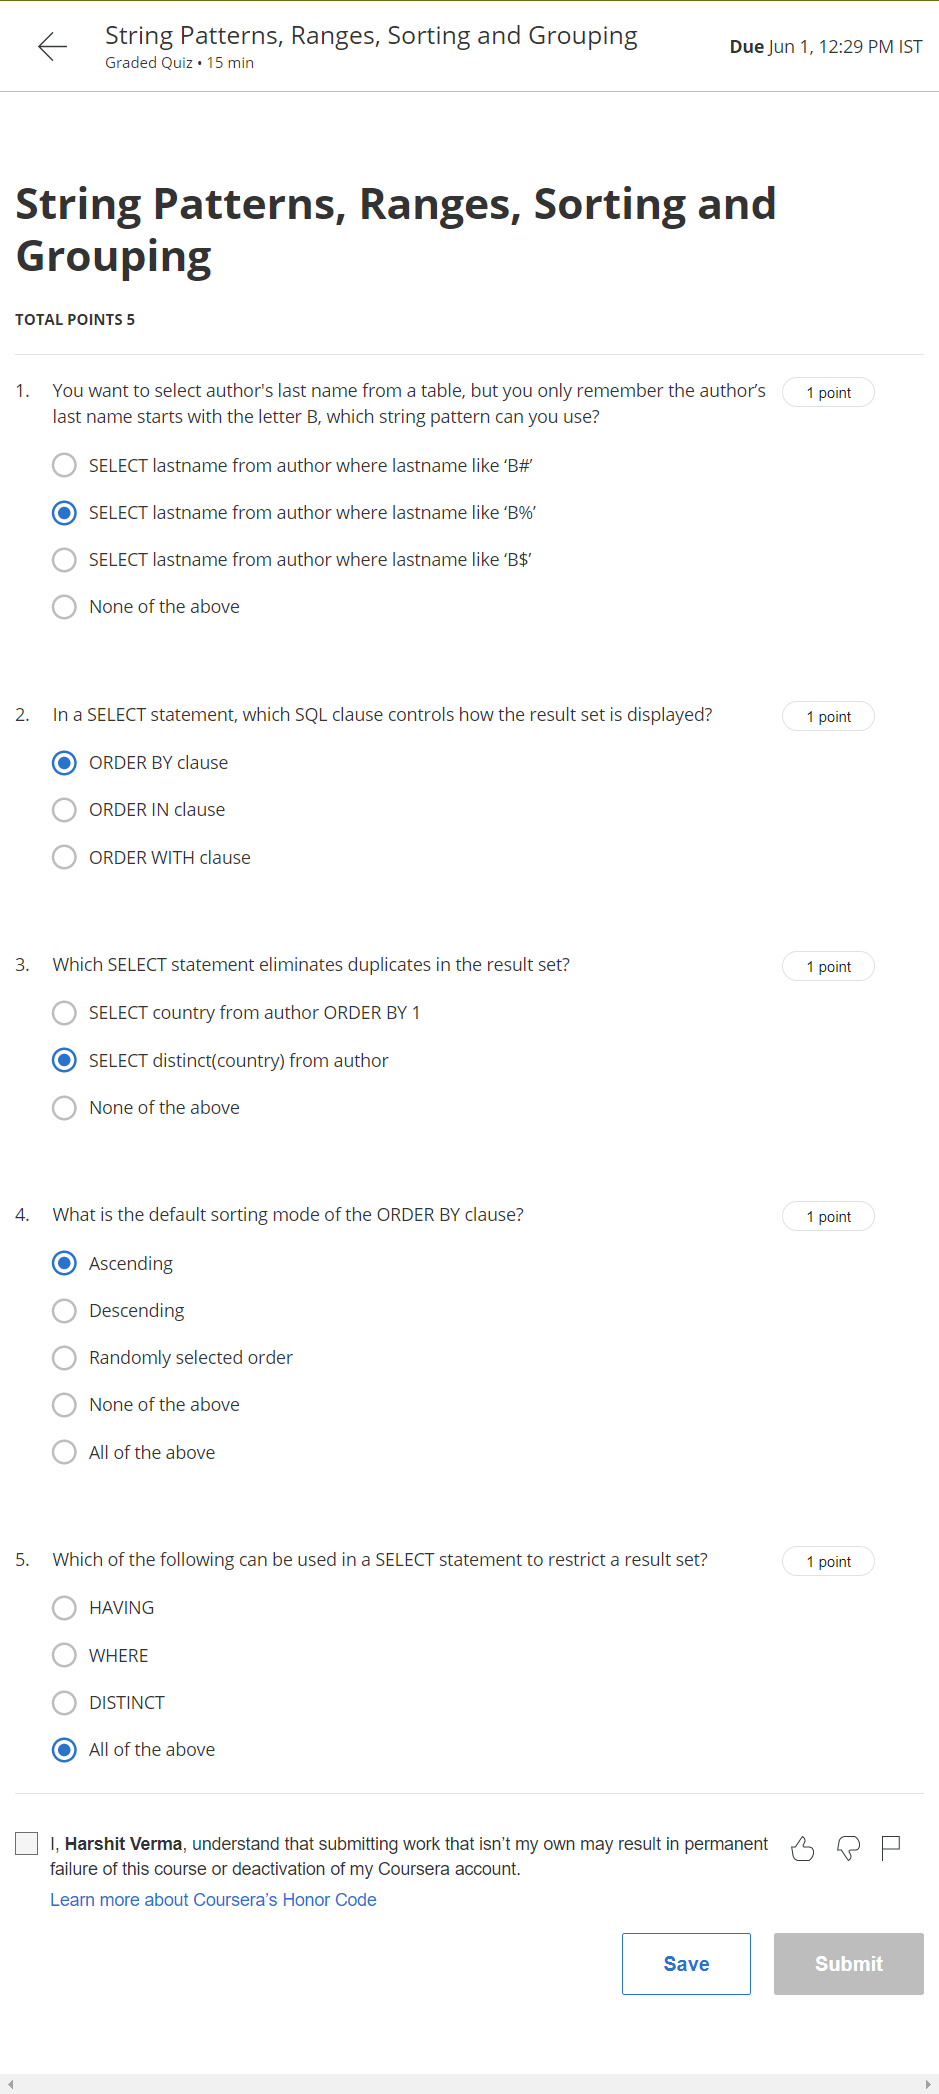 String Patterns, Ranges, Sorting and Grouping
Graded Quiz • 15 min
Due Jun 1, 12:29 PM IST
String Patterns, Ranges, Sorting and
Grouping
TOTAL POINTS 5
1. You want to select author's last name from a table, but you only remember the author’s
last name starts with the letter B, which string pattern can you use?
1 point
SELECT lastname from author where lastname like ‘B#’
SELECT lastname from author where lastname like ‘B%’
SELECT lastname from author where lastname like ‘B$’
None of the above
2. In a SELECT statement, which SQL clause controls how the result set is displayed?
1 point
ORDER BY clause
ORDER IN clause
ORDER WITH clause
3. Which SELECT statement eliminates duplicates in the result set?
1 point
SELECT country from author ORDER BY 1
SELECT distinct(country) from author
None of the above
4. What is the default sorting mode of the ORDER BY clause?
1 point
Ascending
Descending
Randomly selected order
None of the above
All of the above
5. Which of the following can be used in a SELECT statement to restrict a result set?
1 point
HAVING
WHERE
DISTINCT
All of the above
I, Harshit Verma, understand that submitting work that isn’t my own may result in permanent
failure of this course or deactivation of my Coursera account.
Learn more about Coursera’s Honor Code
Save
Submit